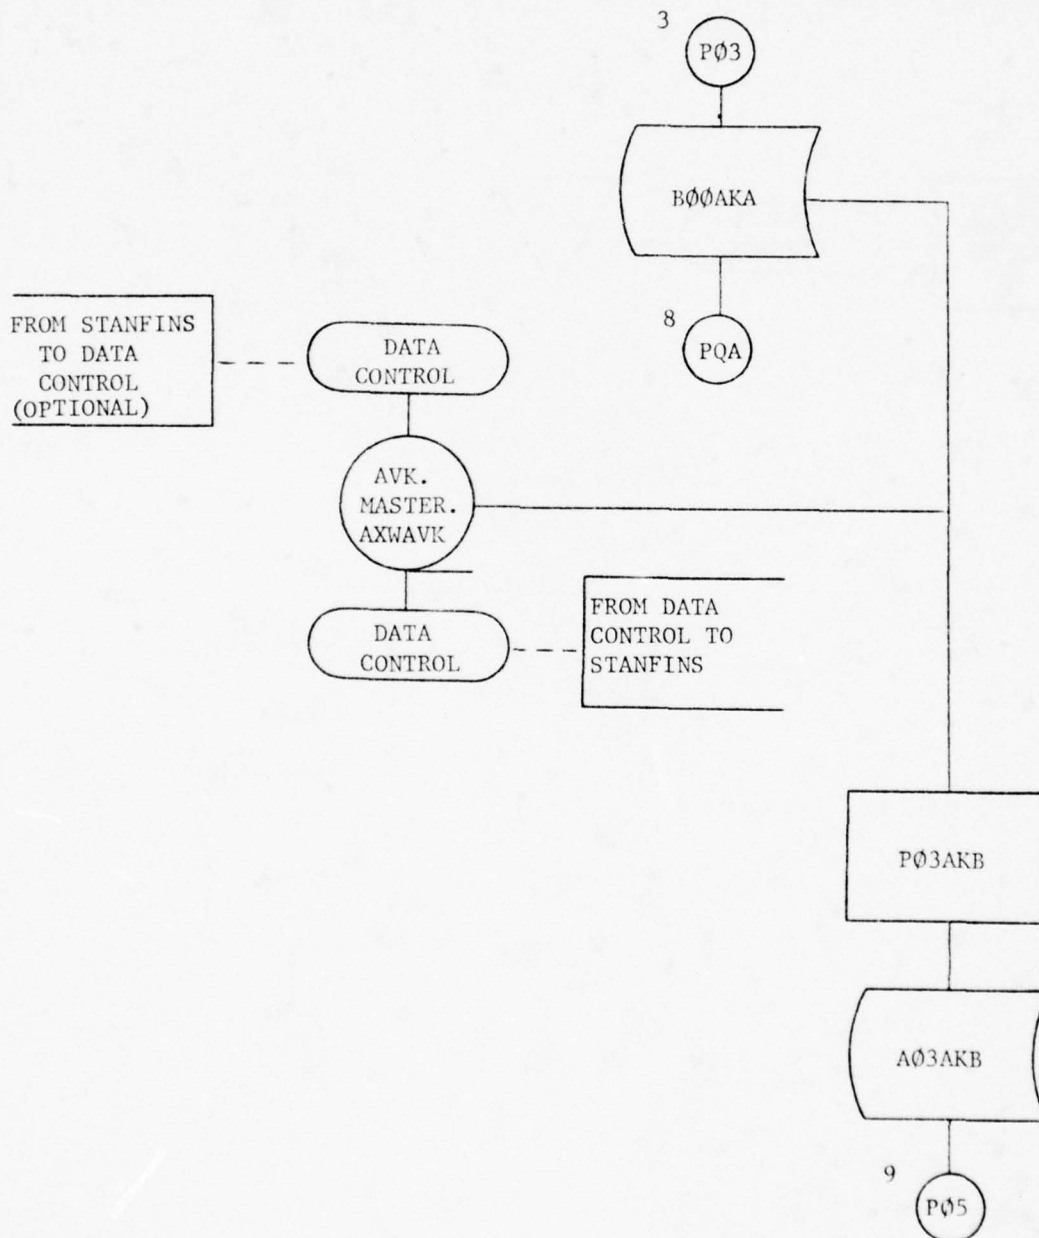 3
PØ3
BØØAKA
8
PQA
FROM STANFINS
TO DATA
CONTROL
(OPTIONAL)
DATA
CONTROL
AVK.
MASTER.
AXWAVK
DATA
CONTROL
FROM DATA
CONTROL TO
STANFINS
PØ3AKB
AØ3AKB
9
PØ5